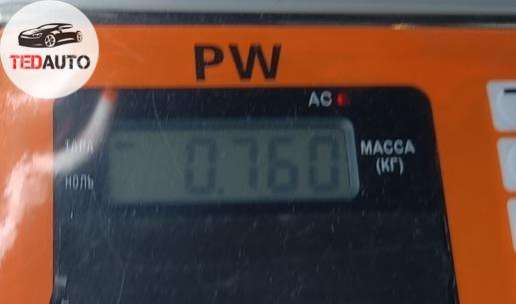 TEDAUTO
PW
AC
ТАРА
0.760
МАССА
(КГ)
НОЛЬ